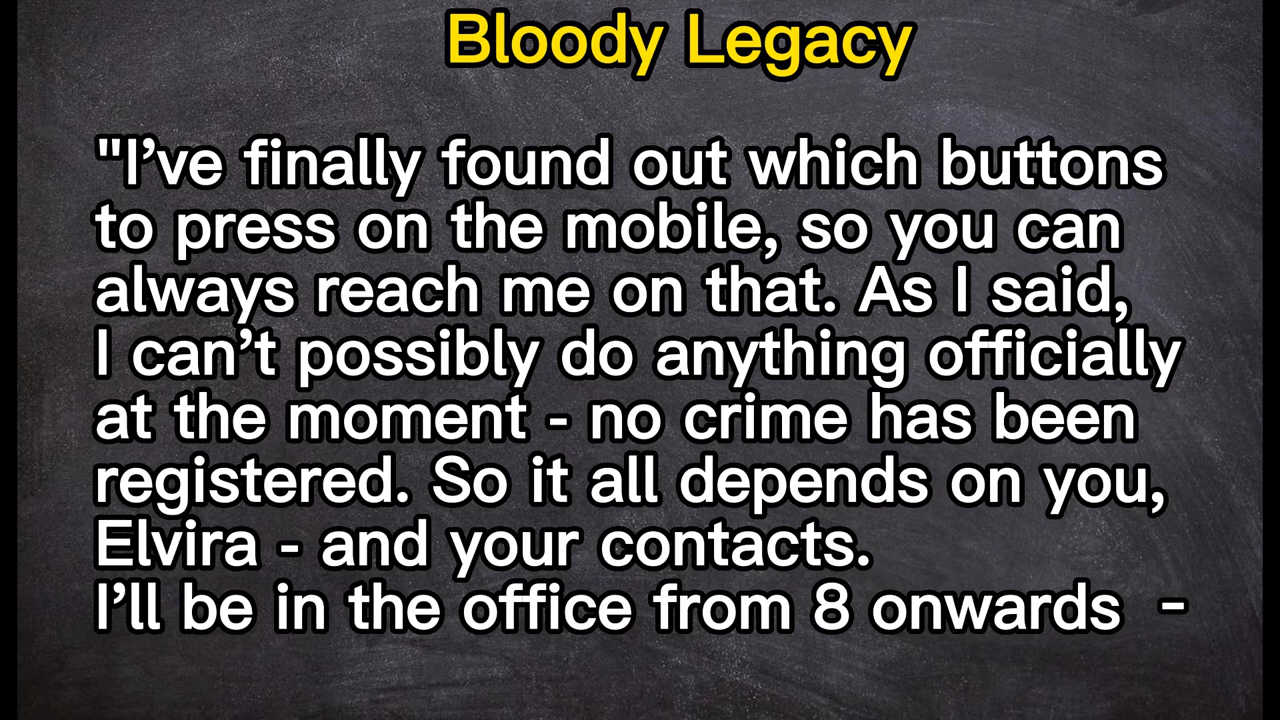 Bloody Legacy
"I’ve finally found out which buttons
to press on the mobile, so you can
always reach me on that. As I said,
I can’t possibly do anything officially
at the moment - no crime has been
registered. So it all depends on you,
Elvira - and your contacts.
I’ll be in the office from 8 onwards  -